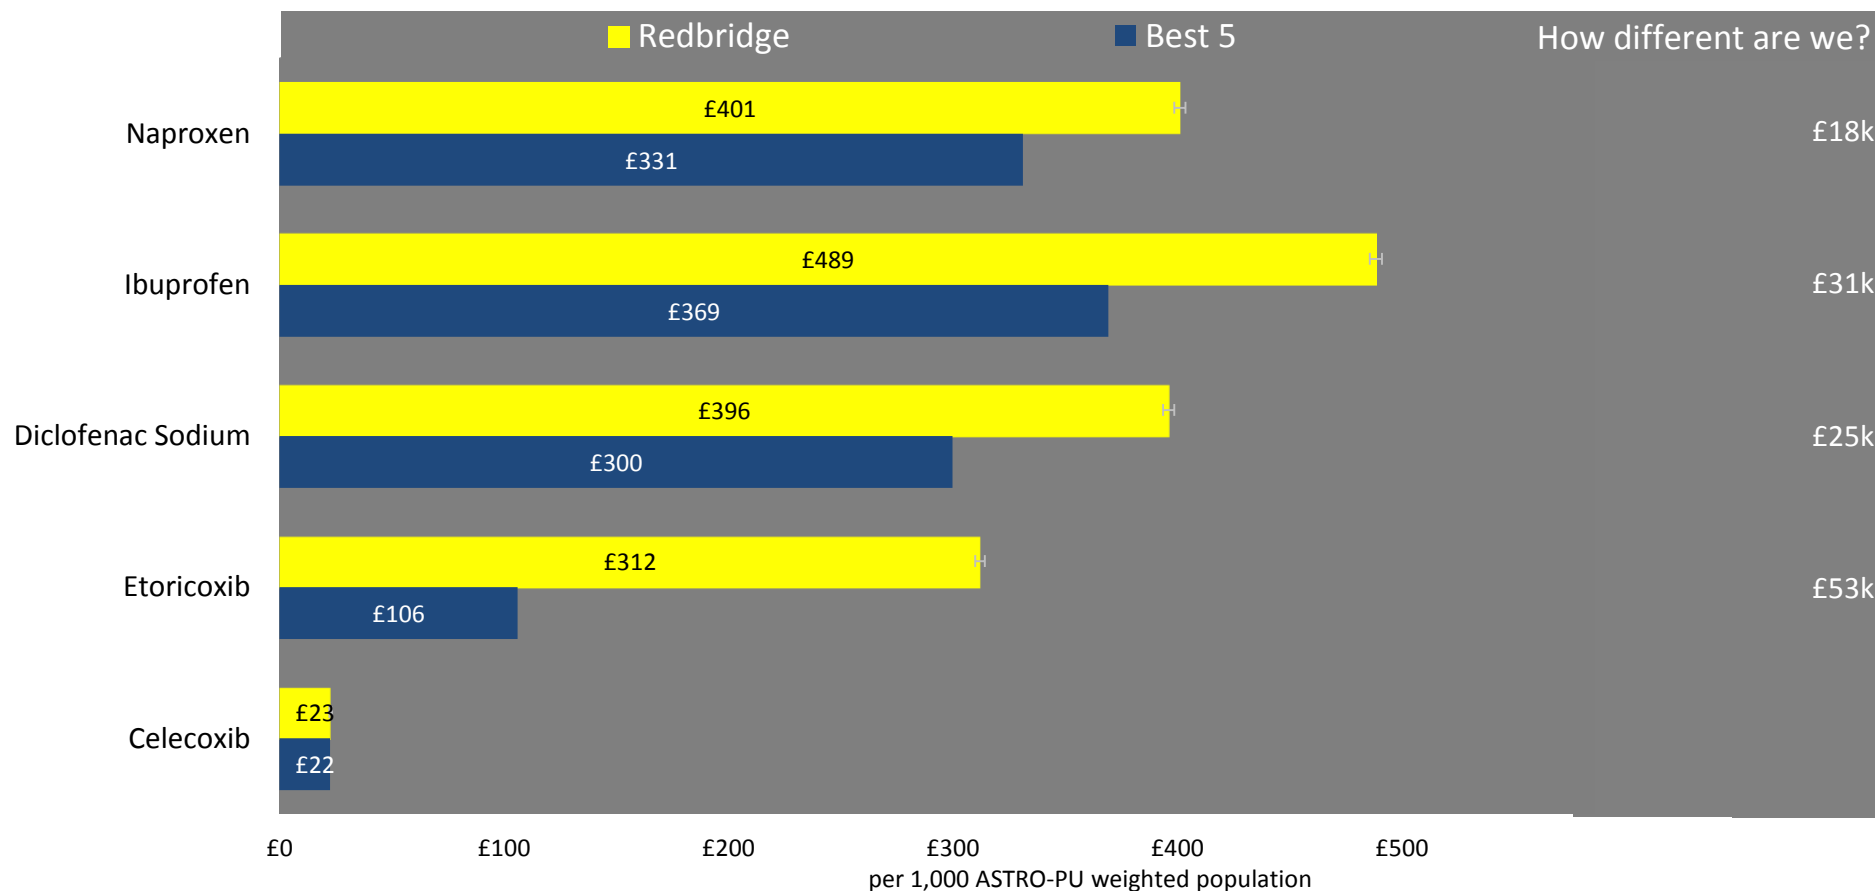 Redbridge Best 5 How different are we?
Naproxen £401 £18k
£331
Ibuprofen £489 £31k
£369
Diclofenac Sodium £396 £25k
£300
Etoricoxib £312 £53k
£106
Celecoxib £23
£22
£0 £100 £200 £300 £400 £500
per 1,000 ASTRO-PU weighted population